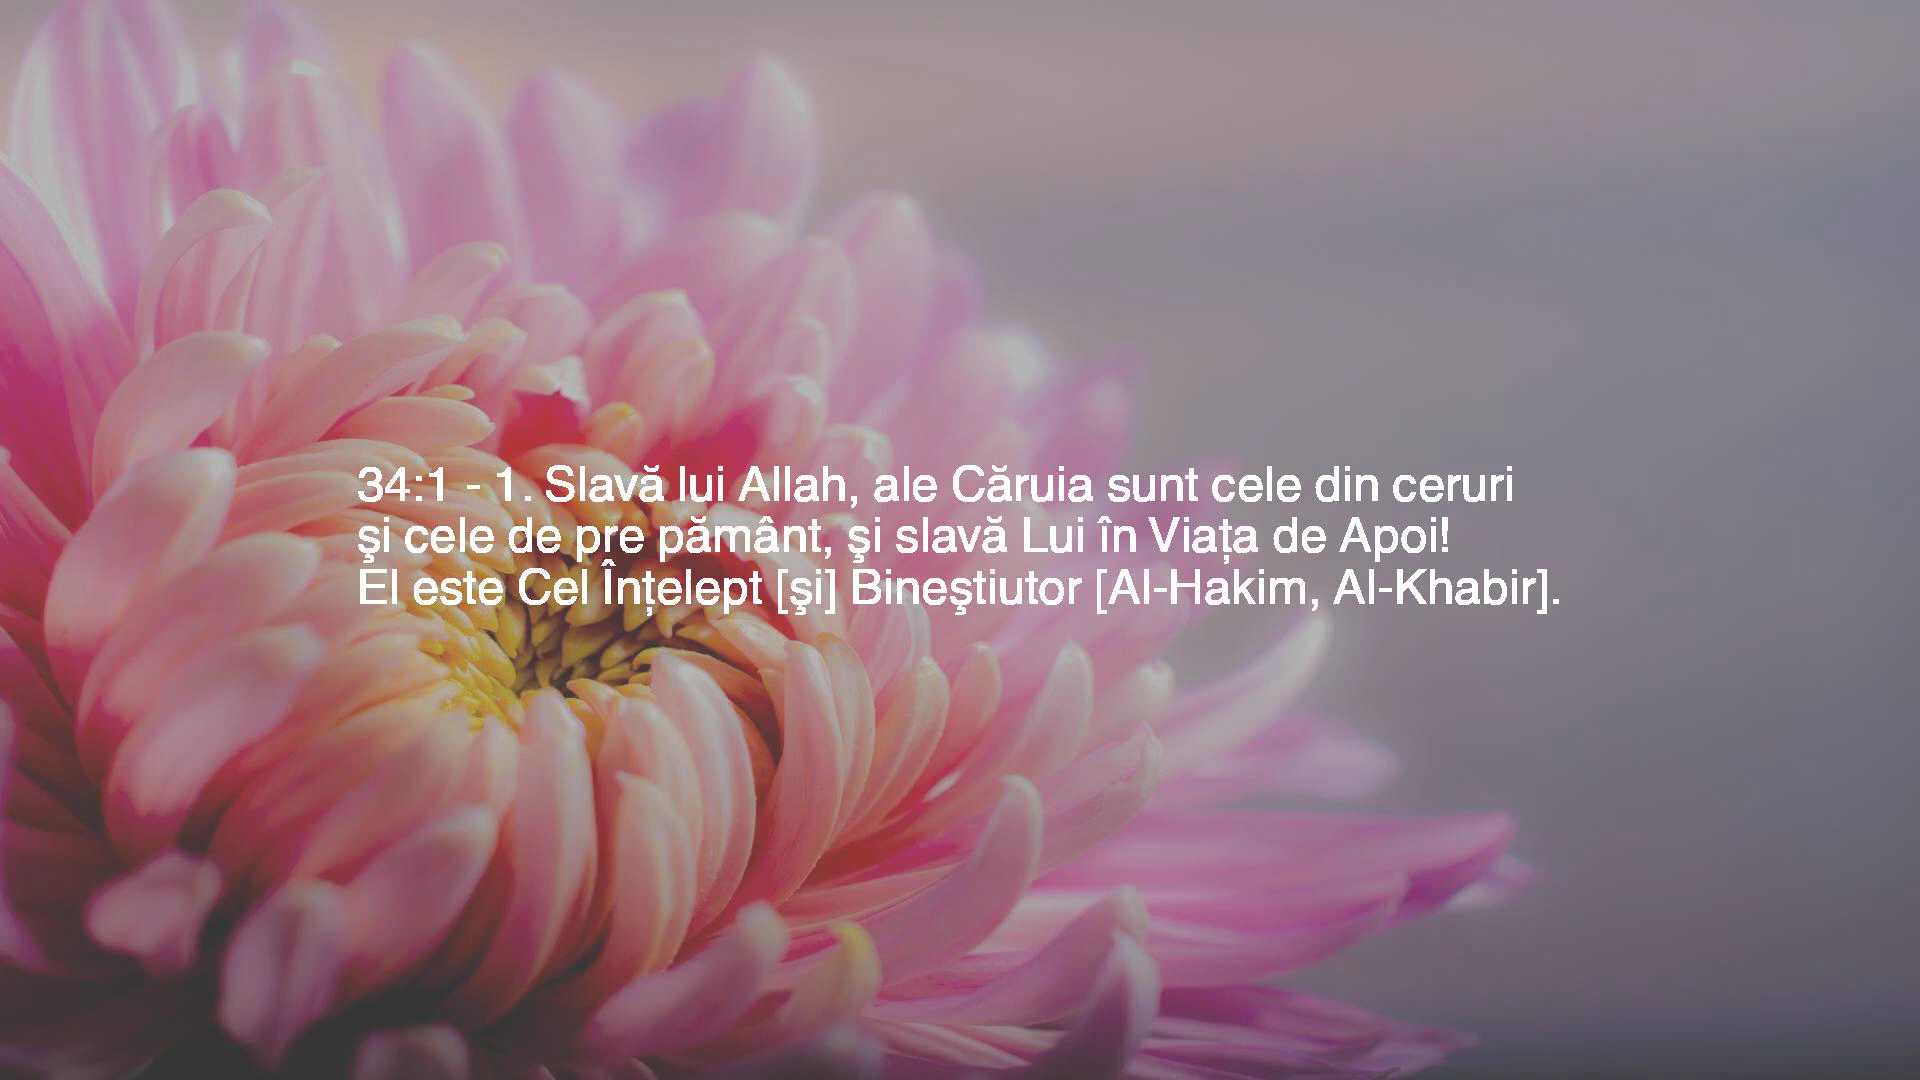 34:1 - 1. Slavă lui Allah, ale Căruia sunt cele din ceruri
şi cele de pre pământ, şi slavă Lui în Viața de Apoi!
El este Cel Înțelept [şi] Bineştiutor [Al-Hakim, Al-Khabir].